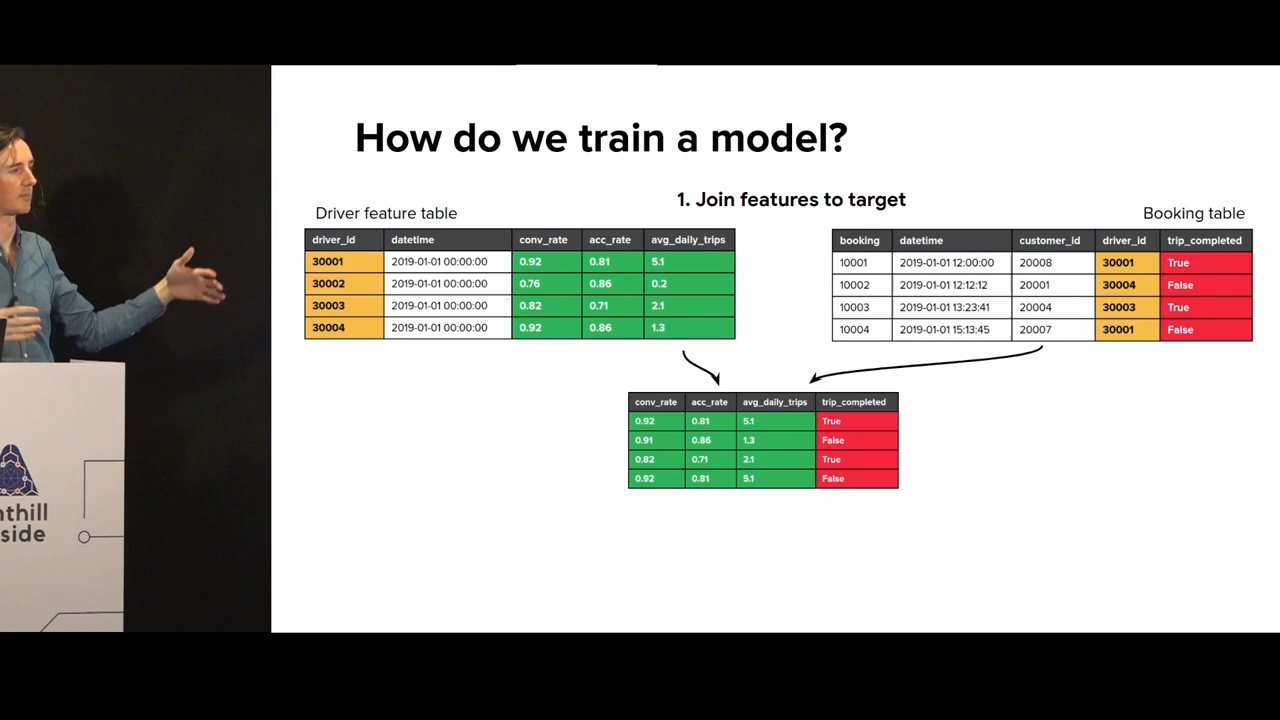 How do we train a model?
1. Join features to target
Driver feature table
driver_id datetime conv_rate acc_rate avg_daily_trips
30001 2019-01-01 00:00:00 0.92 0.81 5.1
30002 2019-01-01 00:00:00 0.76 0.86 0.2
30003 2019-01-01 00:00:00 0.82 0.71 2.1
30004 2019-01-01 00:00:00 0.92 0.86 1.3
Booking table
booking datetime customer_id driver_id trip_completed
10001 2019-01-01 12:00:00 20008 30001 True
10002 2019-01-01 12:12:12 20001 30004 False
10003 2019-01-01 13:23:41 20004 30003 True
10004 2019-01-01 15:13:45 20007 30001 False
conv_rate acc_rate avg_daily_trips trip_completed
0.92 0.81 5.1 True
0.91 0.86 1.3 False
0.82 0.71 2.1 True
0.92 0.81 5.1 False
nthill
side